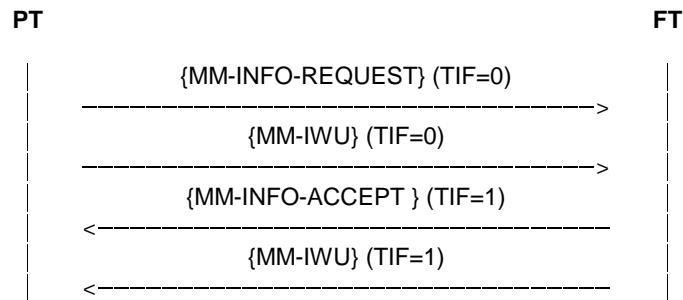 PT FT
{MM-INFO-REQUEST} (TIF=0)
{MM-IWU} (TIF=0)
{MM-INFO-ACCEPT } (TIF=1)
{MM-IWU} (TIF=1)